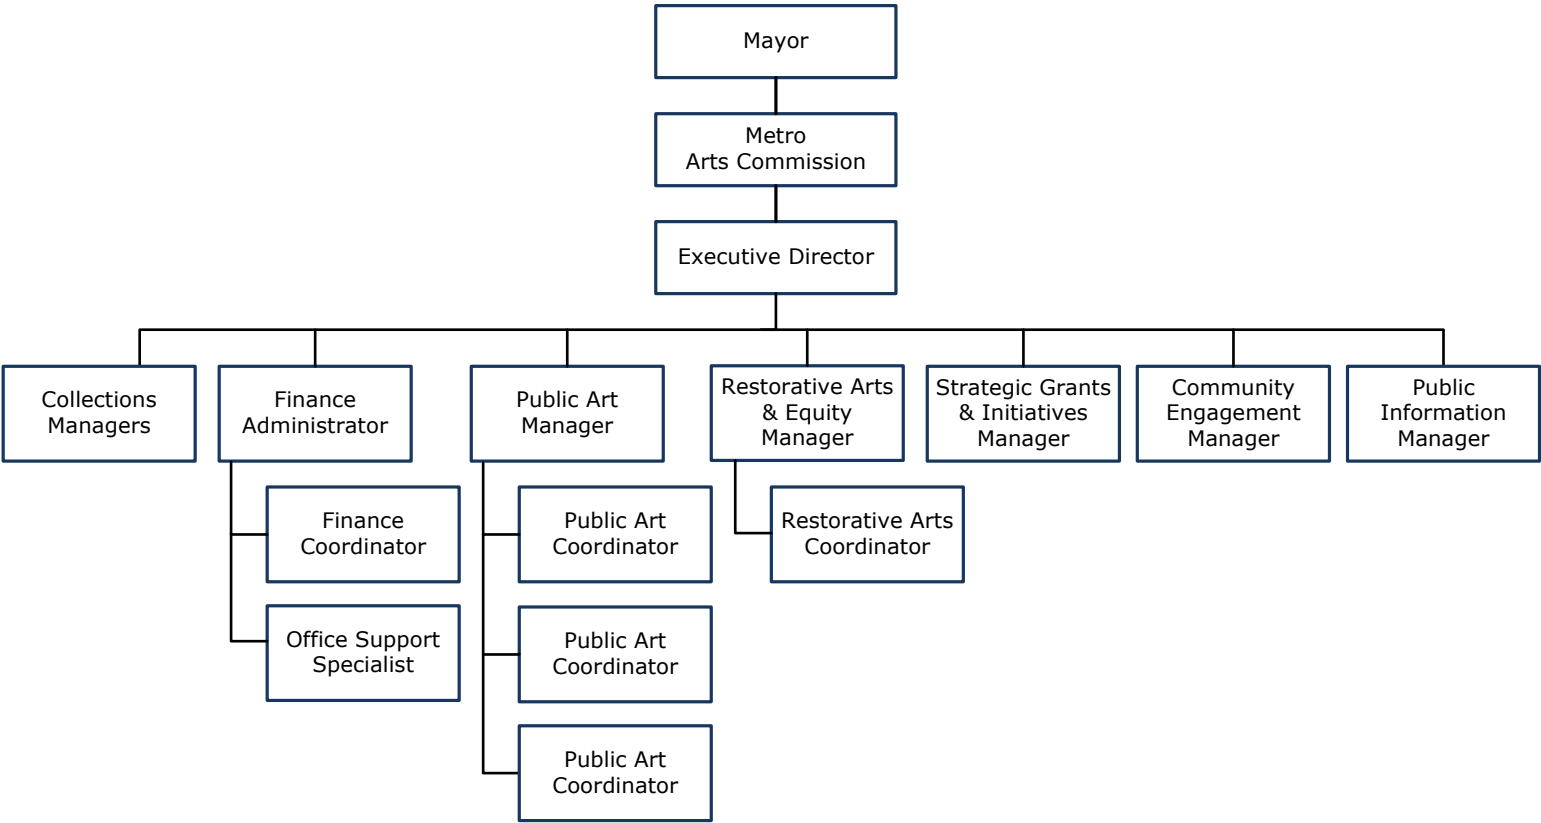 Mayor
Metro
Arts Commission
Executive Director
Collections
Managers
Finance
Administrator
Public Art
Manager
Restorative Arts
& Equity
Manager
Strategic Grants
& Initiatives
Manager
Community
Engagement
Manager
Public
Information
Manager
Finance
Coordinator
Public Art
Coordinator
Restorative Arts
Coordinator
Office Support
Specialist
Public Art
Coordinator
Public Art
Coordinator